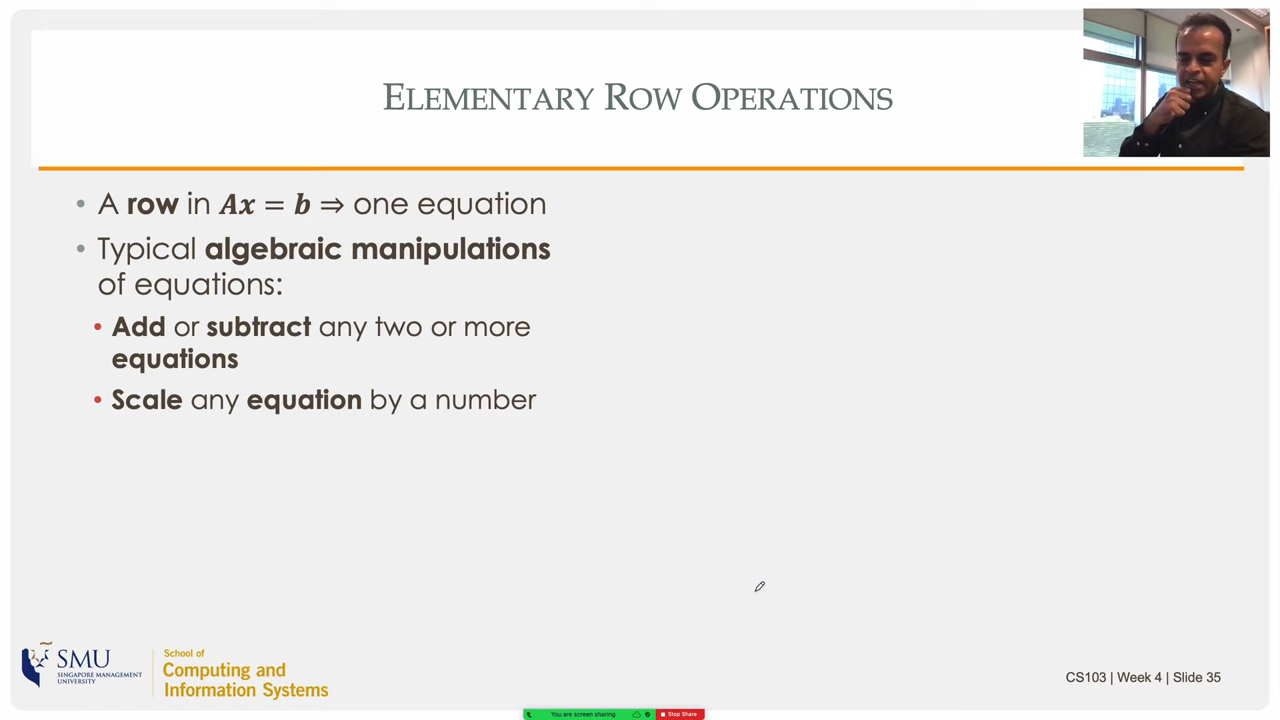 ELEMENTARY ROW OPERATIONS
• A row in Ax = b ⇒ one equation
• Typical algebraic manipulations
of equations:
• Add or subtract any two or more
equations
• Scale any equation by a number
SMU
SINGAPORE MANAGEMENT
UNIVERSITY
School of
Computing and
Information Systems
CS103 | Week 4 | Slide 35
You are screen sharing
Stop Share